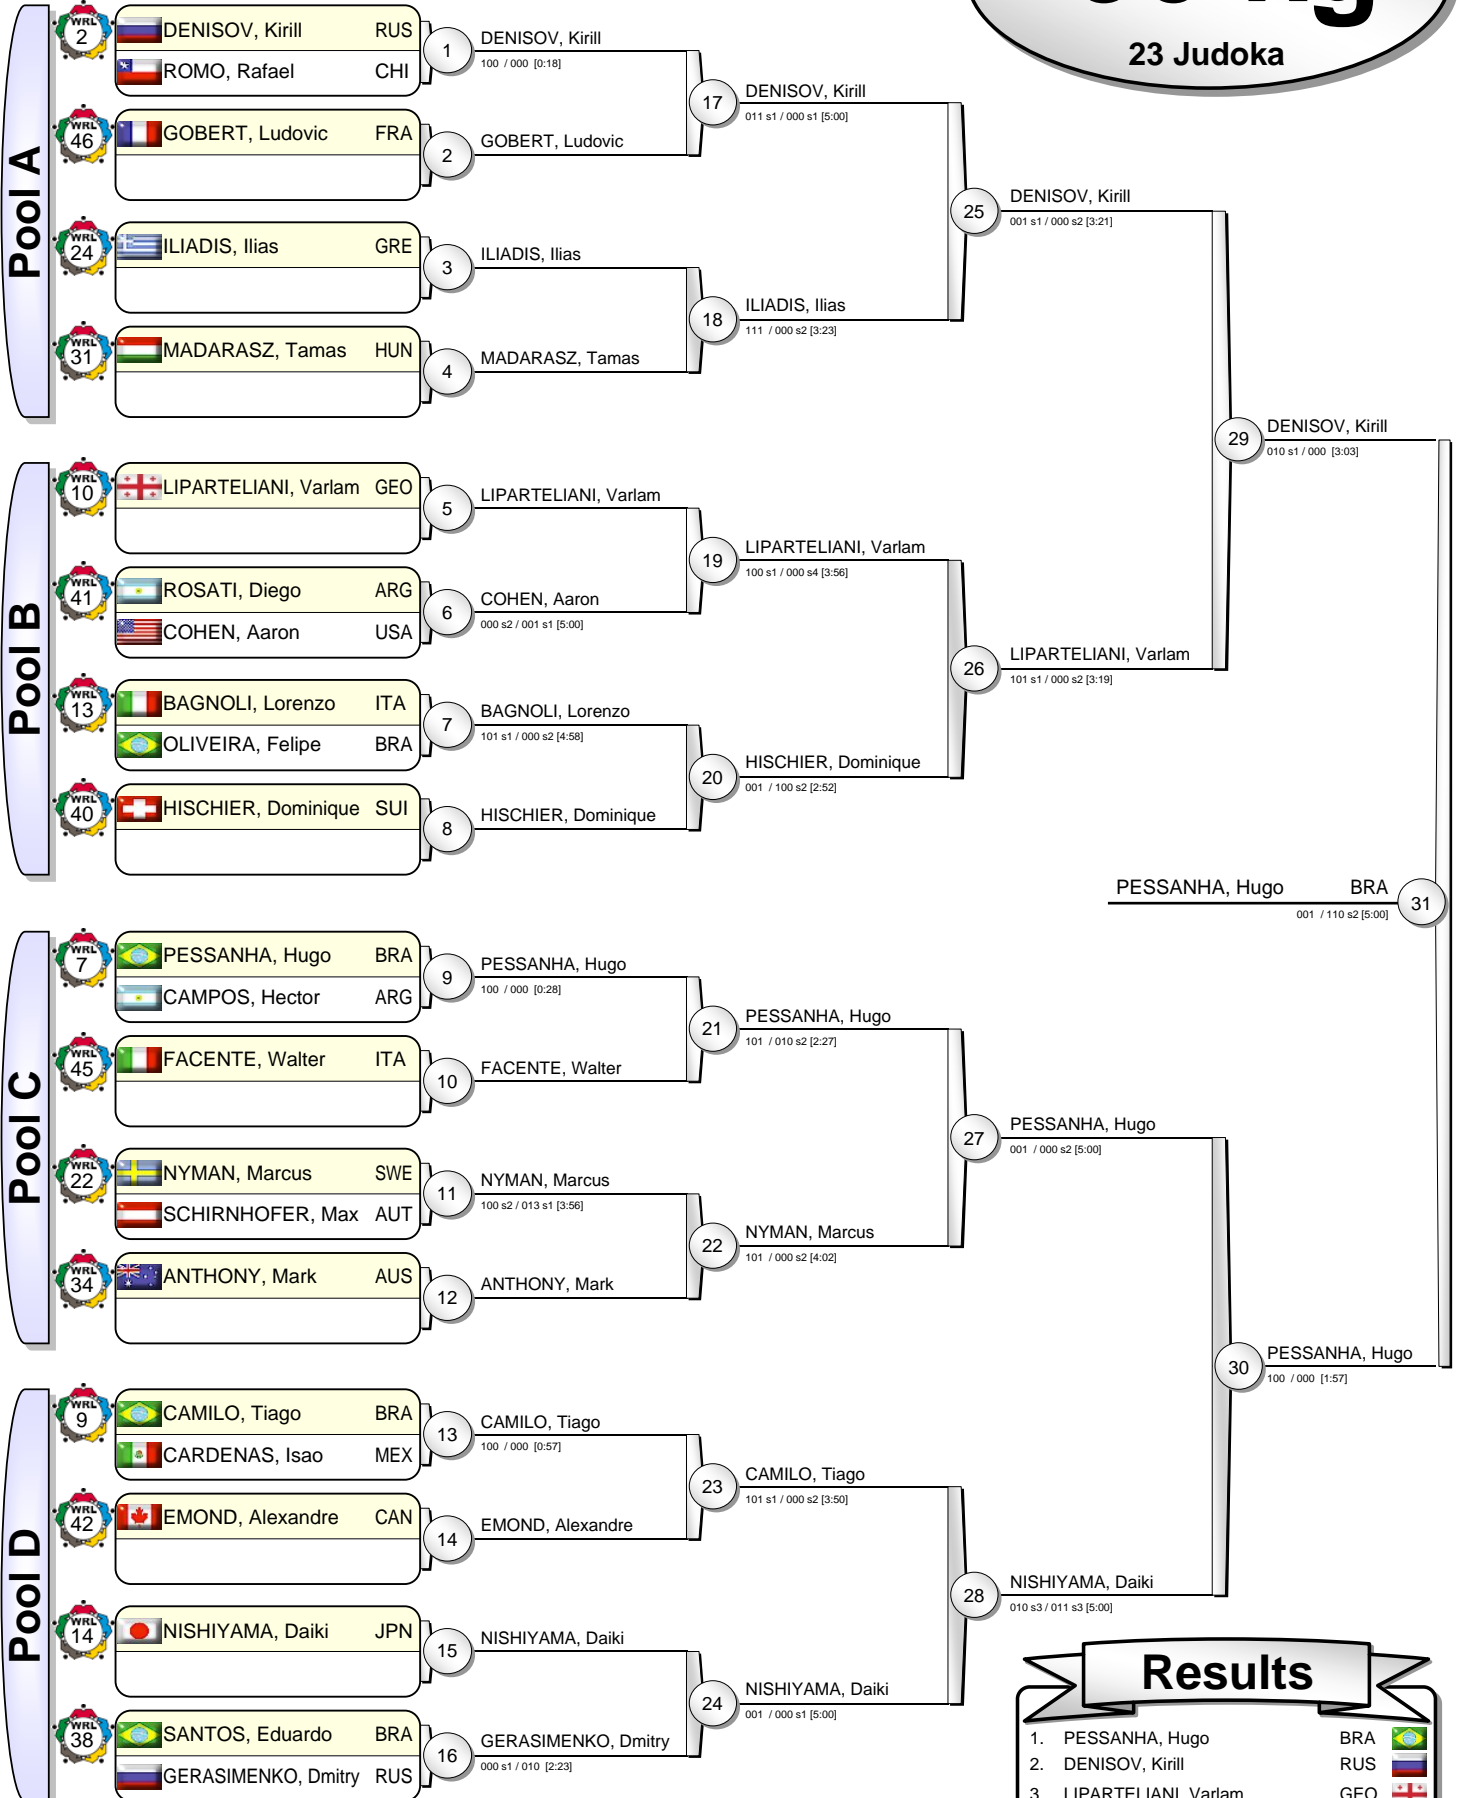 23 Judoka
Pool A
WRL 2
DENISOV, Kirill RUS
ROMO, Rafael CHI
1
DENISOV, Kirill
100 / 000 [0:18]
WRL 46
GOBERT, Ludovic FRA
2
GOBERT, Ludovic
17
DENISOV, Kirill
011 s1 / 000 s1 [5:00]
WRL 24
ILIADIS, Ilias GRE
3
ILIADIS, Ilias
WRL 31
MADARASZ, Tamas HUN
4
MADARASZ, Tamas
18
ILIADIS, Ilias
111 / 000 s2 [3:23]
25
DENISOV, Kirill
001 s1 / 000 s2 [3:21]
Pool B
WRL 10
LIPARTELIANI, Varlam GEO
5
LIPARTELIANI, Varlam
WRL 41
ROSATI, Diego ARG
COHEN, Aaron USA
6
COHEN, Aaron
000 s2 / 001 s1 [5:00]
19
LIPARTELIANI, Varlam
100 s1 / 000 s4 [3:56]
WRL 13
BAGNOLI, Lorenzo ITA
OLIVEIRA, Felipe BRA
7
BAGNOLI, Lorenzo
101 s1 / 000 s2 [4:58]
WRL 40
HISCHIER, Dominique SUI
8
HISCHIER, Dominique
20
HISCHIER, Dominique
001 / 100 s2 [2:52]
26
LIPARTELIANI, Varlam
101 s1 / 000 s2 [3:19]
29
DENISOV, Kirill
010 s1 / 000 [3:03]
PESSANHA, Hugo BRA
001 / 110 s2 [5:00]
31
Pool C
WRL 7
PESSANHA, Hugo BRA
CAMPOS, Hector ARG
9
PESSANHA, Hugo
100 / 000 [0:28]
WRL 45
FACENTE, Walter ITA
10
FACENTE, Walter
21
PESSANHA, Hugo
101 / 010 s2 [2:27]
WRL 22
NYMAN, Marcus SWE
SCHIRNHOFER, Max AUT
11
NYMAN, Marcus
100 s2 / 013 s1 [3:56]
WRL 34
ANTHONY, Mark AUS
12
ANTHONY, Mark
22
NYMAN, Marcus
101 / 000 s2 [4:02]
27
PESSANHA, Hugo
001 / 000 s2 [5:00]
Pool D
WRL 9
CAMILO, Tiago BRA
CARDENAS, Isao MEX
13
CAMILO, Tiago
100 / 000 [0:57]
WRL 42
EMOND, Alexandre CAN
14
EMOND, Alexandre
23
CAMILO, Tiago
101 s1 / 000 s2 [3:50]
WRL 14
NISHIYAMA, Daiki JPN
15
NISHIYAMA, Daiki
WRL 38
SANTOS, Eduardo BRA
GERASIMENKO, Dmitry RUS
16
GERASIMENKO, Dmitry
000 s1 / 010 [2:23]
24
NISHIYAMA, Daiki
001 / 000 s1 [5:00]
28
NISHIYAMA, Daiki
010 s3 / 011 s3 [5:00]
30
PESSANHA, Hugo
100 / 000 [1:57]
Results
1. PESSANHA, Hugo BRA
2. DENISOV, Kirill RUS
3. LIPARTELIANI, Varlam GEO